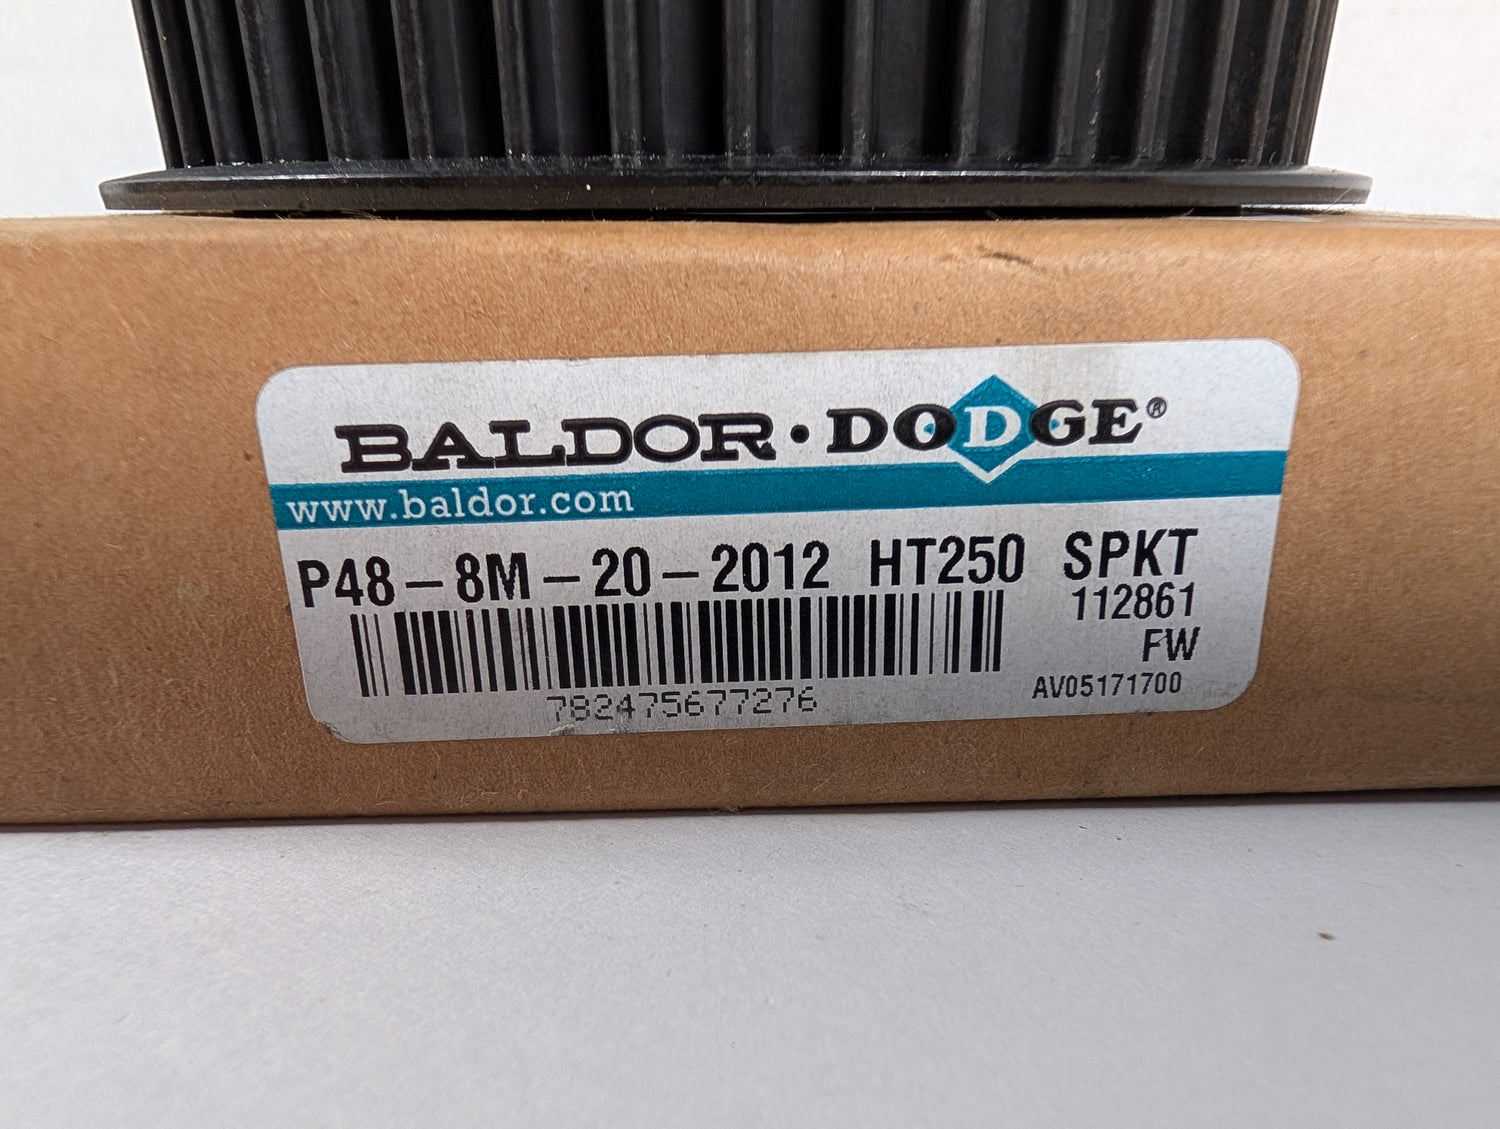 BALDOR · DODGE®
www.baldor.com
P48-8M-20-2012 HT250 SPKT
112861
FW
782475677276
AV05171700